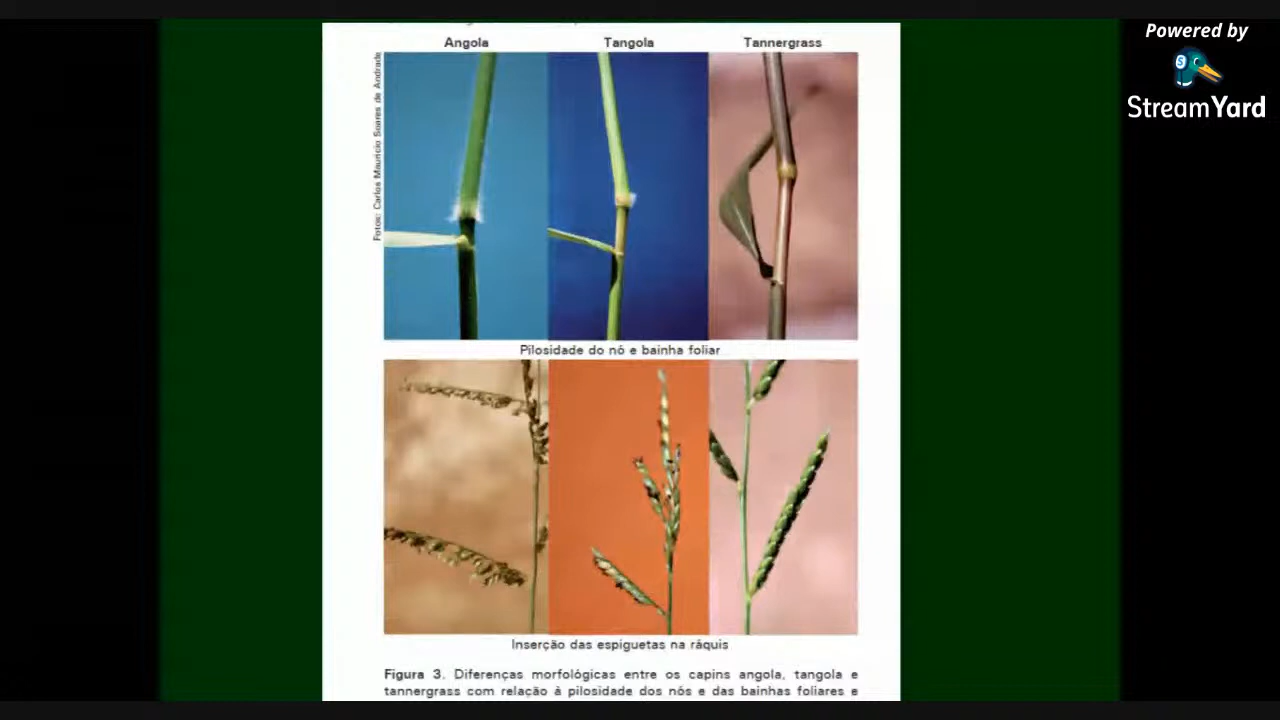 Powered by
StreamYard
Angola
Tangola
Tannergrass
Fotos: Carlos Mauricio Soares de Andrade
Pilosidade do nó e bainha foliar
Inserção das espiguetas na ráquis
Figura 3. Diferenças morfológicas entre os capins angola, tangola e
tannergrass com relação à pilosidade dos nós e das bainhas foliares e